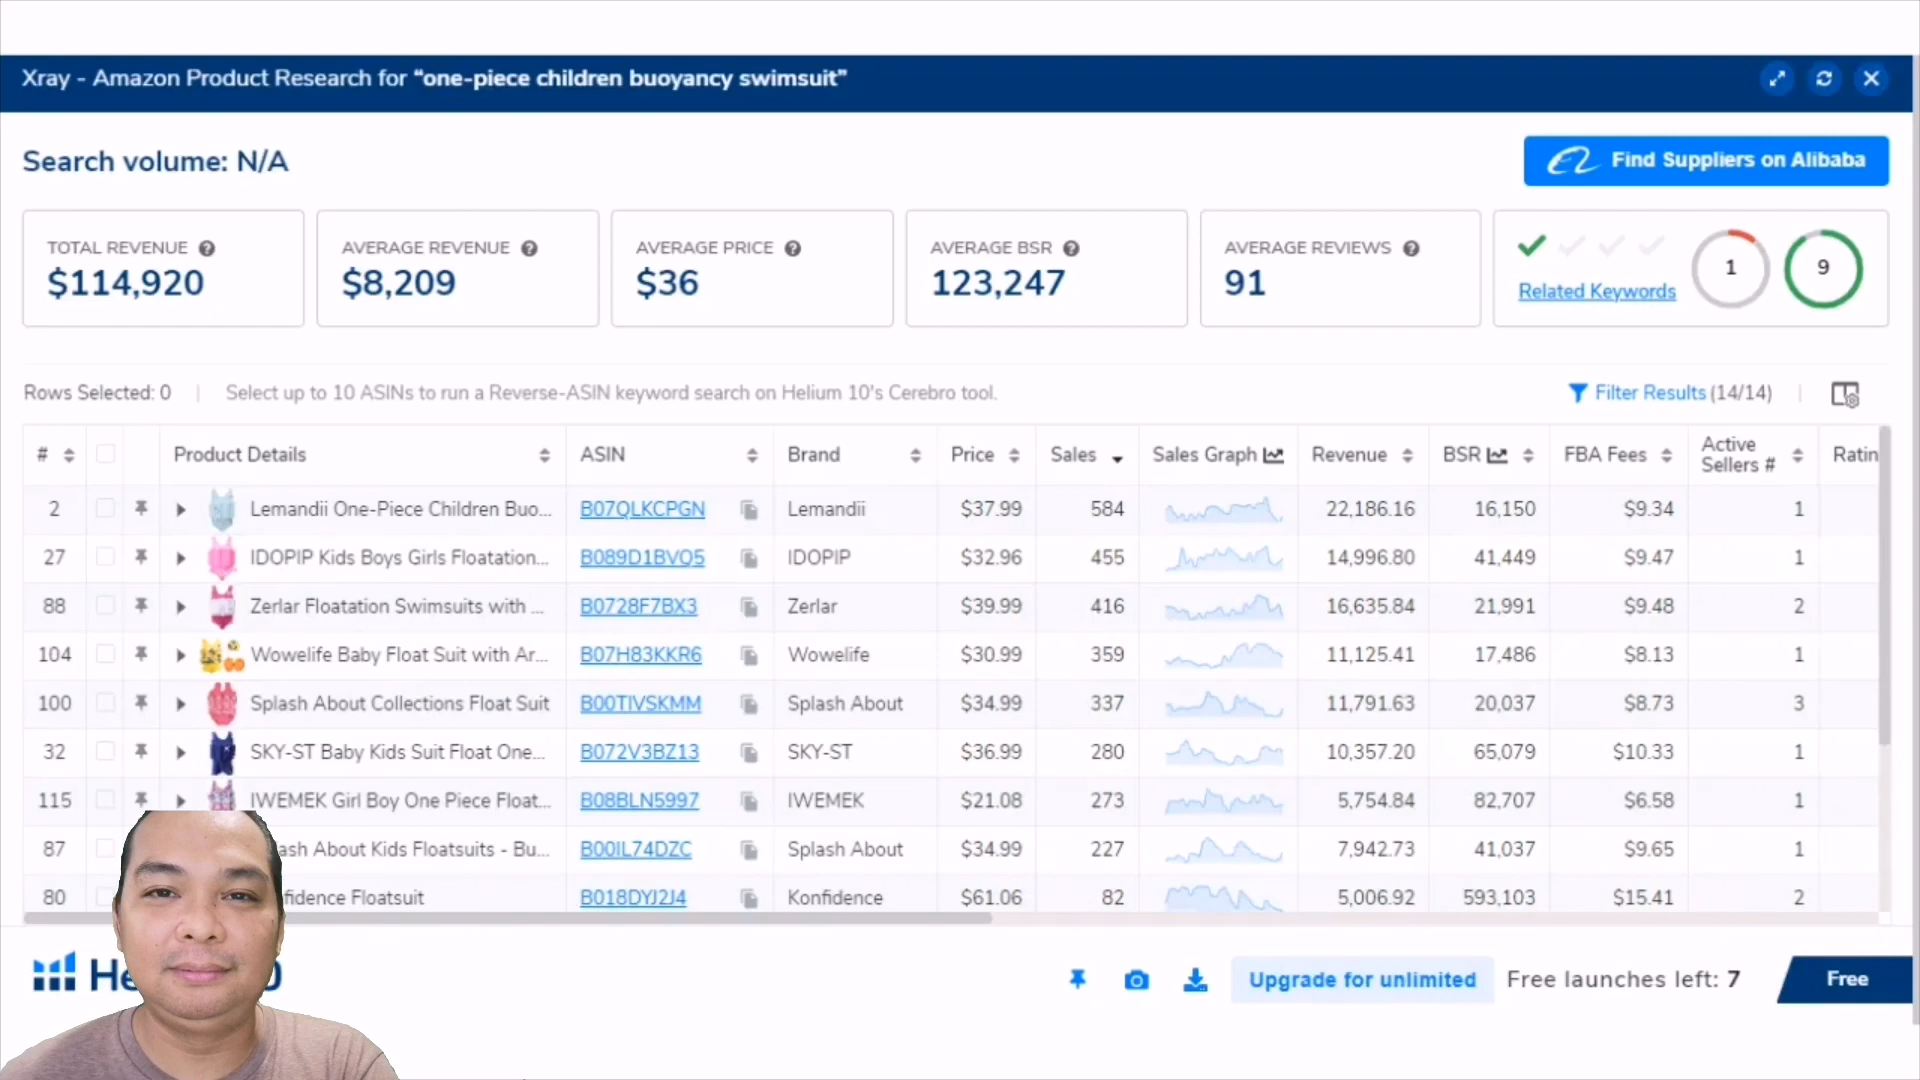 Xray - Amazon Product Research for “one-piece children buoyancy swimsuit”
Search volume: N/A
Find Suppliers on Alibaba
TOTAL REVENUE
$114,920
AVERAGE REVENUE
$8,209
AVERAGE PRICE
$36
AVERAGE BSR
123,247
AVERAGE REVIEWS
91
Related Keywords
1
9
Rows Selected: 0 | Select up to 10 ASINs to run a Reverse-ASIN keyword search on Helium 10's Cerebro tool.
Filter Results (14/14)
# Product Details ASIN Brand Price Sales Sales Graph Revenue BSR FBA Fees Active Sellers # Ratin
2 Lemandii One-Piece Children Buo... B07QLKCPGN Lemandii $37.99 584 22,186.16 16,150 $9.34 1
27 IDOPIP Kids Boys Girls Floatation... B089D1BVQ5 IDOPIP $32.96 455 14,996.80 41,449 $9.47 1
88 Zerlar Floatation Swimsuits with ... B0728F7BX3 Zerlar $39.99 416 16,635.84 21,991 $9.48 2
104 Wowelife Baby Float Suit with Ar... B07H83KKR6 Wowelife $30.99 359 11,125.41 17,486 $8.13 1
100 Splash About Collections Float Suit B00TIVSKMM Splash About $34.99 337 11,791.63 20,037 $8.73 3
32 SKY-ST Baby Kids Suit Float One... B072V3BZ13 SKY-ST $36.99 280 10,357.20 65,079 $10.33 1
115 IWEMEK Girl Boy One Piece Float... B08BLN5997 IWEMEK $21.08 273 5,754.84 82,707 $6.58 1
87 ash About Kids Floatsuits - Bu... B00IL74DZC Splash About $34.99 227 7,942.73 41,037 $9.65 1
80 fidence Floatsuit B018DYJ2J4 Konfidence $61.06 82 5,006.92 593,103 $15.41 2
He 0
Upgrade for unlimited
Free launches left: 7
Free